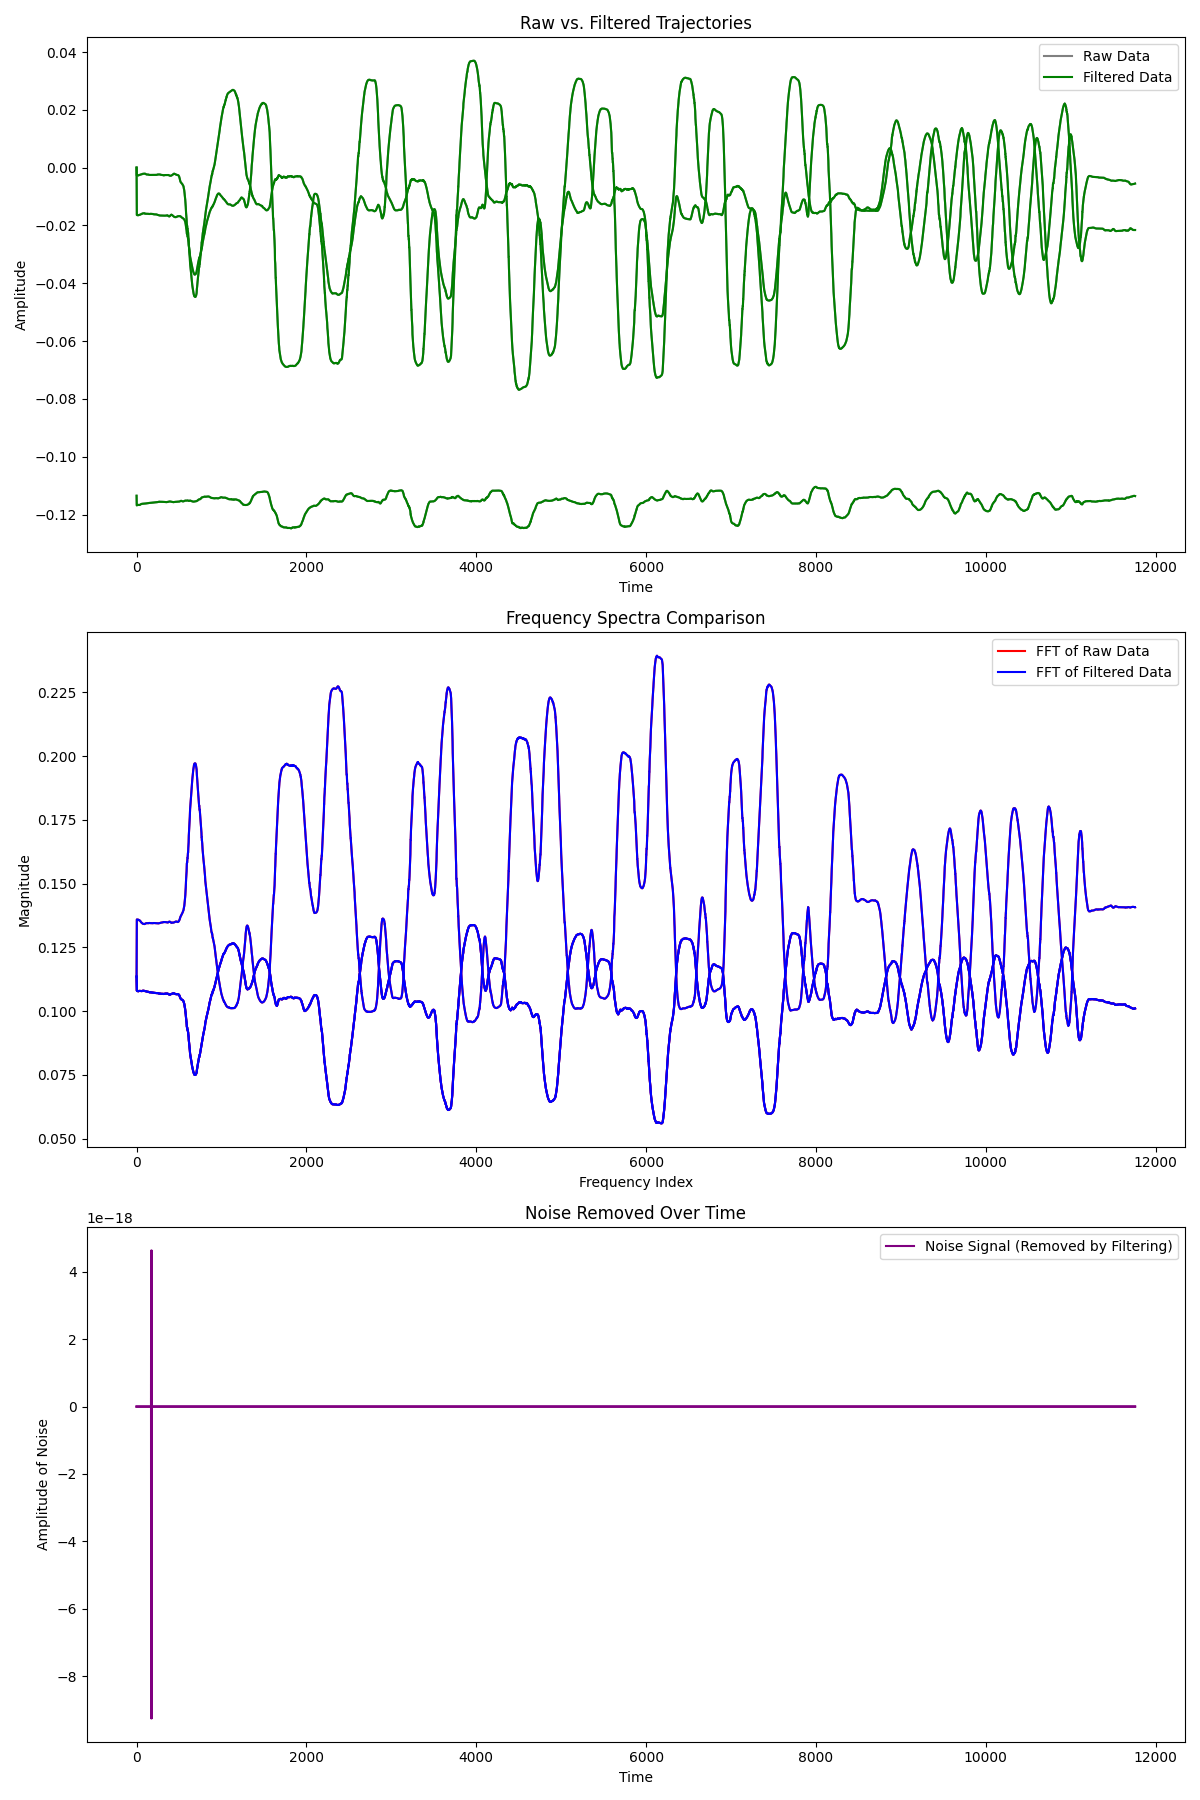 Raw vs. Filtered Trajectories
Raw Data
Filtered Data
0.04
0.02
0.00
−0.02
−0.04
−0.06
−0.08
−0.10
−0.12
Amplitude
0 2000 4000 6000 8000 10000 12000
Time
Frequency Spectra Comparison
FFT of Raw Data
FFT of Filtered Data
0.225
0.200
0.175
0.150
0.125
0.100
0.075
0.050
Magnitude
0 2000 4000 6000 8000 10000 12000
Frequency Index
Noise Removed Over Time
1e−18
Noise Signal (Removed by Filtering)
4
2
0
−2
−4
−6
−8
Amplitude of Noise
0 2000 4000 6000 8000 10000 12000
Time